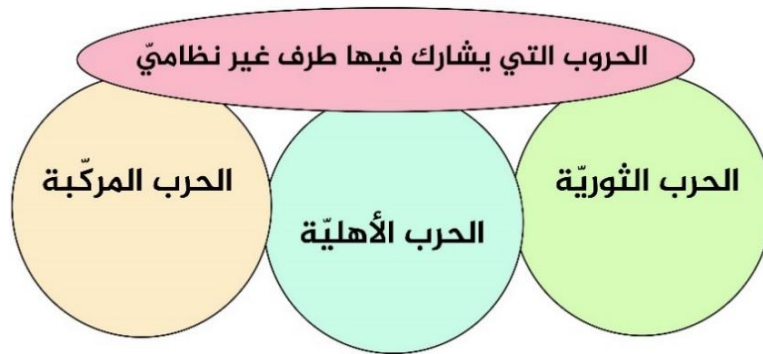 الحروب التي يشارك فيها طرف غير نظاميّ
الحرب الثوريّة
الحرب الأهليّة
الحرب المركّبة